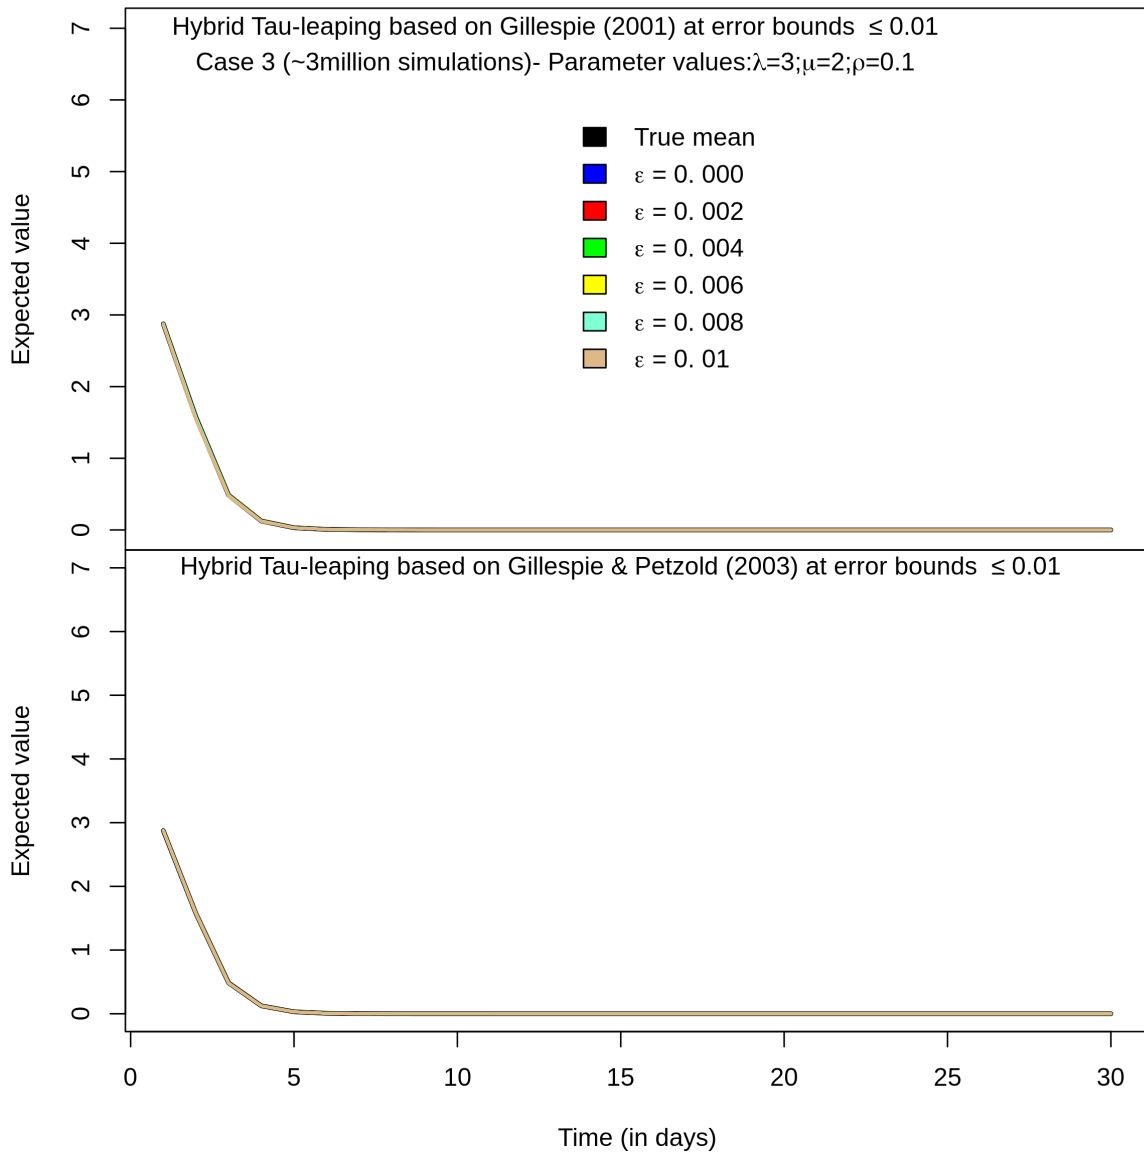 Hybrid Tau-leaping based on Gillespie (2001) at error bounds ≤ 0.01
Case 3 (~3million simulations)- Parameter values:λ=3;μ=2;ρ=0.1
True mean
ε = 0. 000
ε = 0. 002
ε = 0. 004
ε = 0. 006
ε = 0. 008
ε = 0. 01
Expected value
7
6
5
4
3
2
1
0
Hybrid Tau-leaping based on Gillespie & Petzold (2003) at error bounds ≤ 0.01
Expected value
7
6
5
4
3
2
1
0
0 5 10 15 20 25 30
Time (in days)